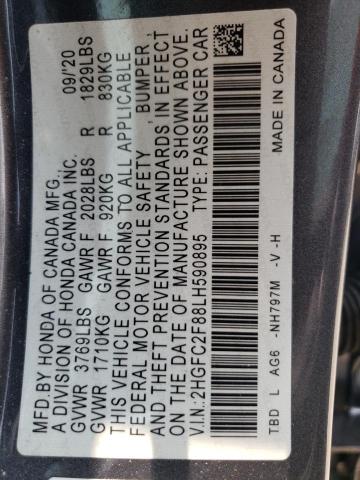 MFD.BY HONDA OF CANADA MFG. 09/'20
A DIVISION OF HONDA CANADA INC.
GVWR 3769LBS GAWR F 2028LBS R 1829LBS
GVWR 1710KG GAWR F 920KG R 830KG
THIS VEHICLE CONFORMS TO ALL APPLICABLE
FEDERAL MOTOR VEHICLE SAFETY , BUMPER ,
AND THEFT PREVENTION STANDARDS IN EFFECT
ON THE DATE OF MANUFACTURE SHOWN ABOVE.
V.I.N.:2HGFC2F88LH590895 TYPE: PASSENGER CAR
TBD L AG6 -NH797M -V -H MADE IN CANADA